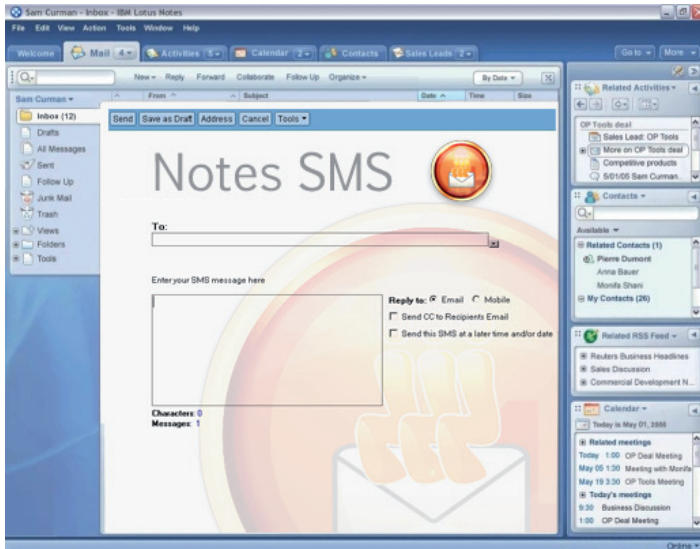 Sam Curman - Inbox - IBM Lotus Notes
File Edit View Action Tools Window Help
Welcome Mail 4 Activities 5 Calendar 2 Contacts Sales Leads 2 Go to More
New Reply Forward Collaborate Follow Up Organize By Date
Sam Curman From Subject Date Time Size
Inbox (12)
Drafts
All Messages
Sent
Follow Up
Junk Mail
Trash
Views
Folders
Tools
Send Save as Draft Address Cancel Tools
Notes SMS
To:
Enter your SMS message here
Reply to: Email Mobile
Send CC to Recipients Email
Send this SMS at a later time and/or date
Characters: 0
Messages: 1
Related Activities
OP Tools deal
Sales Lead: OP Tools
More on OP Tools deal
Competitive products
5/01/05 Sam Curman
Contacts
Available
Related Contacts (1)
Pierre Dumont
Anna Bauer
Monifa Shani
My Contacts (26)
Related RSS Feed
Reuters Business Headlines
Sales Discussion
Commercial Development N...
Calendar
Today is May 01,
Related meetings
Today 1:00 OP Deal Meeting
May 05 1:30 Meeting with Monifa
May 19 3:30 OP Tools Meeting
Today's meetings
9:30 Business Discussion
1:00 OP Deal Meeting
Online